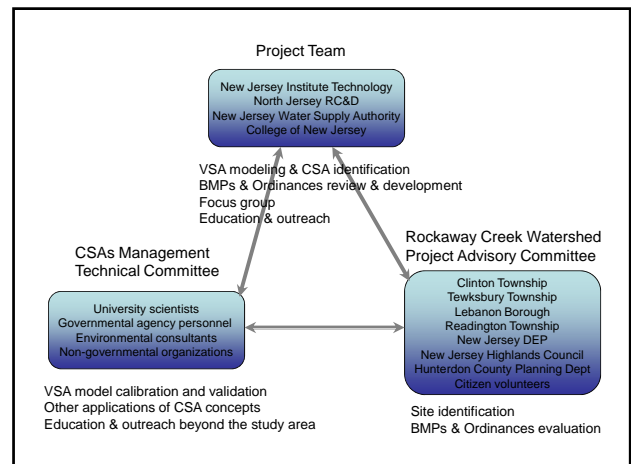 Project Team
New Jersey Institute Technology
North Jersey RC&D
New Jersey Water Supply Authority
College of New Jersey
VSA modeling & CSA identification
BMPs & Ordinances review & development
Focus group
Education & outreach
CSAs Management
Technical Committee
University scientists
Governmental agency personnel
Environmental consultants
Non-governmental organizations
VSA model calibration and validation
Other applications of CSA concepts
Education & outreach beyond the study area
Rockaway Creek Watershed
Project Advisory Committee
Clinton Township
Tewksbury Township
Lebanon Borough
Readington Township
New Jersey DEP
New Jersey Highlands Council
Hunterdon County Planning Dept
Citizen volunteers
Site identification
BMPs & Ordinances evaluation